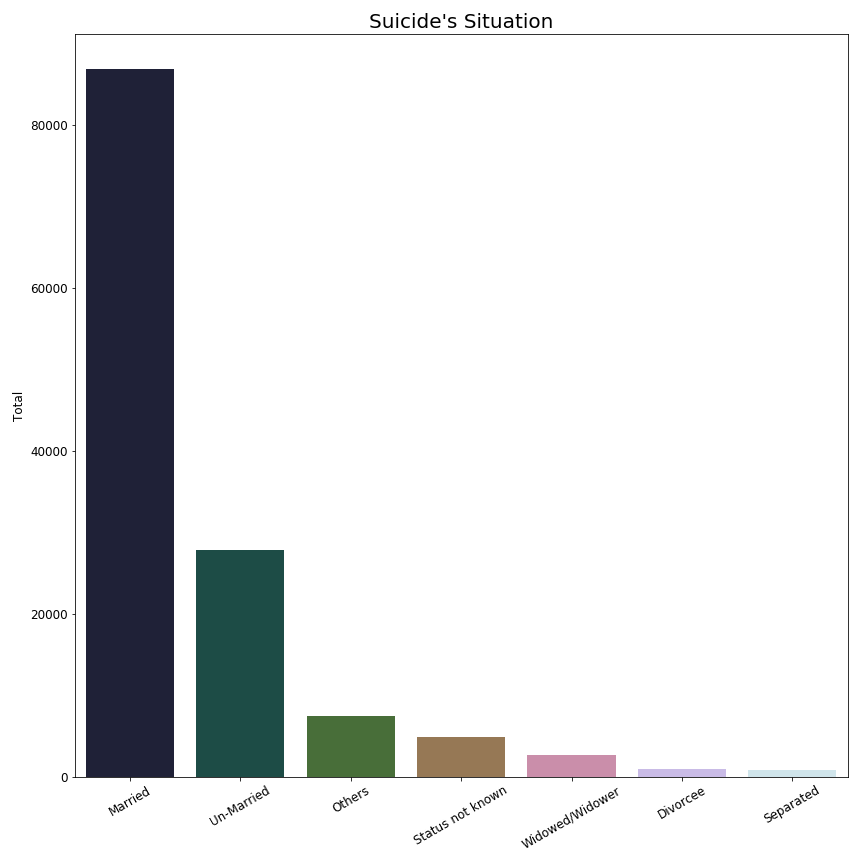 Suicide's Situation
Total
80000
60000
40000
20000
0
Married
Un-Married
Others
Status not known
Widowed/Widower
Divorcee
Separated